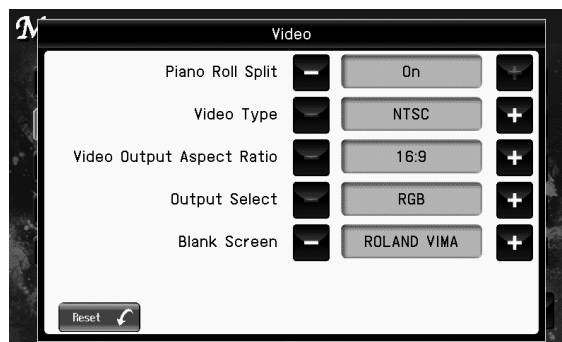 Video
Piano Roll Split - On +
Video Type - NTSC +
Video Output Aspect Ratio - 16:9 +
Output Select - RGB +
Blank Screen - ROLAND VIMA +
Reset